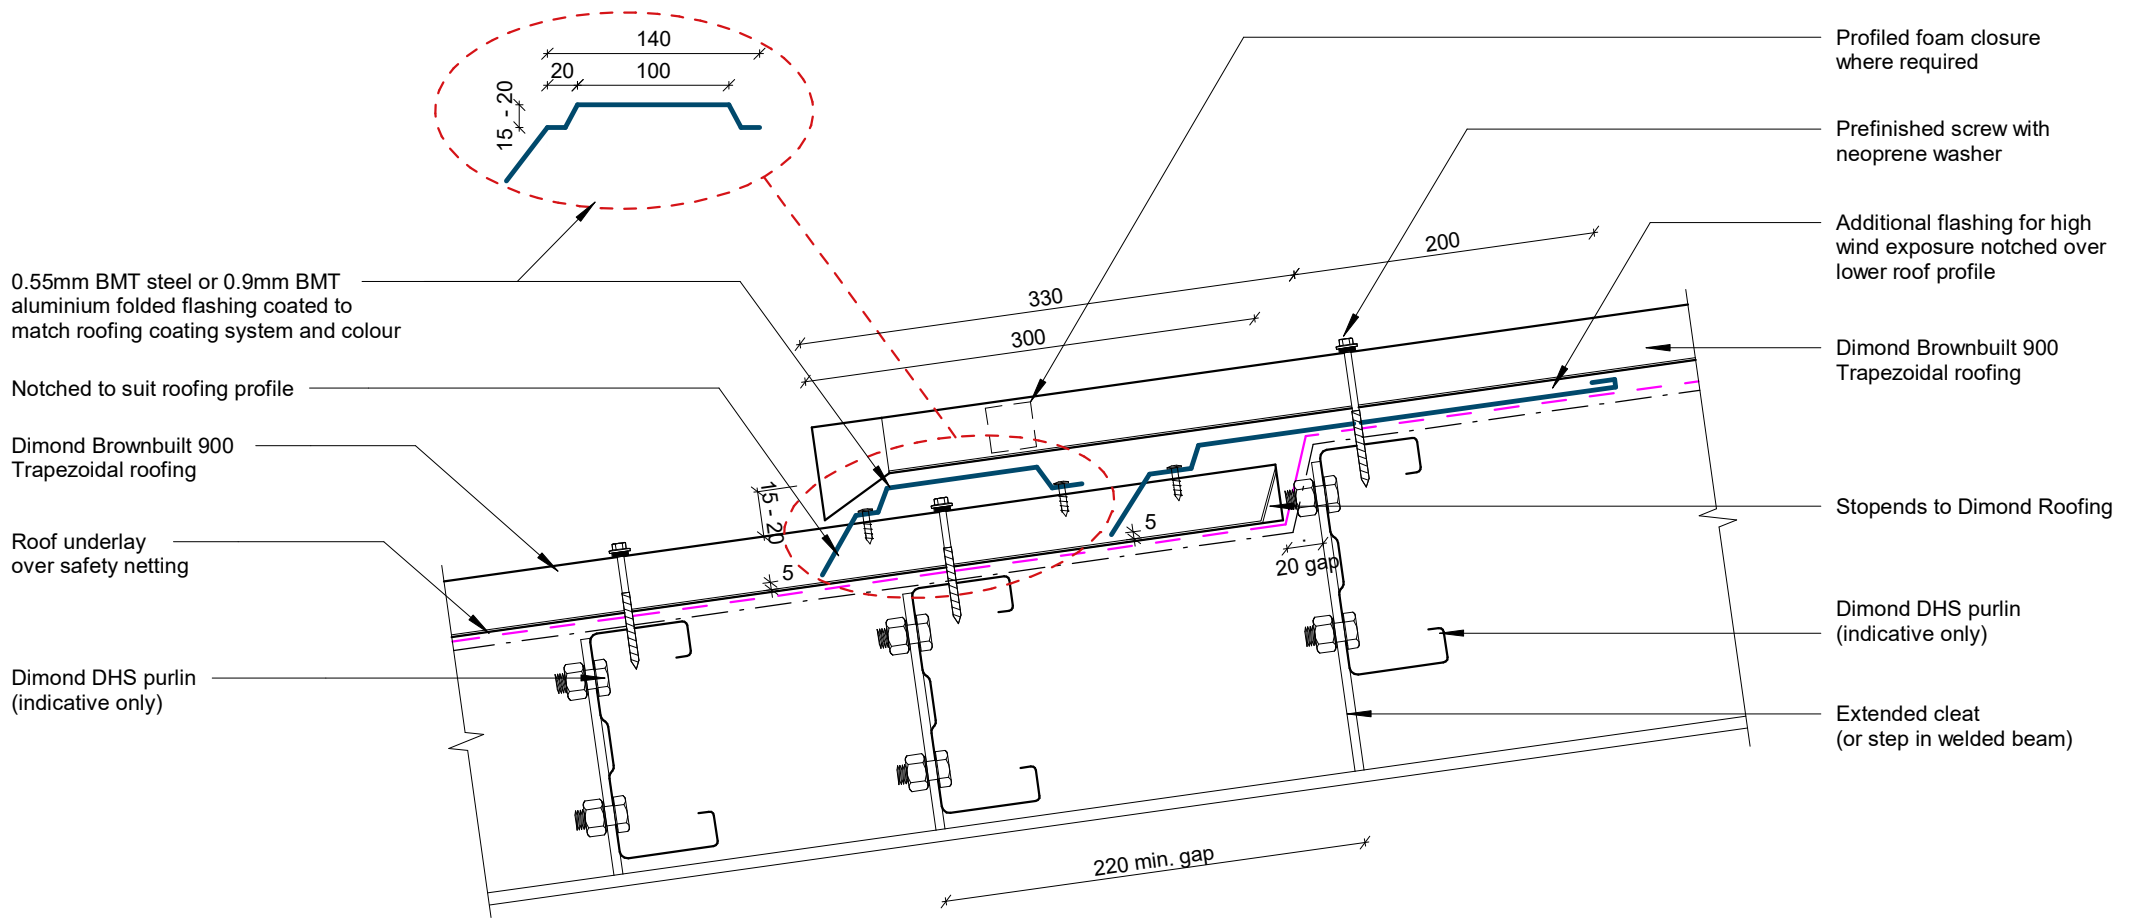 140
20
100
15 - 20
Profiled foam closure
where required
Prefinished screw with
neoprene washer
Additional flashing for high
wind exposure notched over
lower roof profile
200
330
300
0.55mm BMT steel or 0.9mm BMT
aluminium folded flashing coated to
match roofing coating system and colour
Dimond Brownbuilt 900
Trapezoidal roofing
Notched to suit roofing profile
Dimond Brownbuilt 900
Trapezoidal roofing
15 - 20
Stopends to Dimond Roofing
5
Roof underlay
over safety netting
5
20 gap
Dimond DHS purlin
(indicative only)
Dimond DHS purlin
(indicative only)
Extended cleat
(or step in welded beam)
220 min. gap